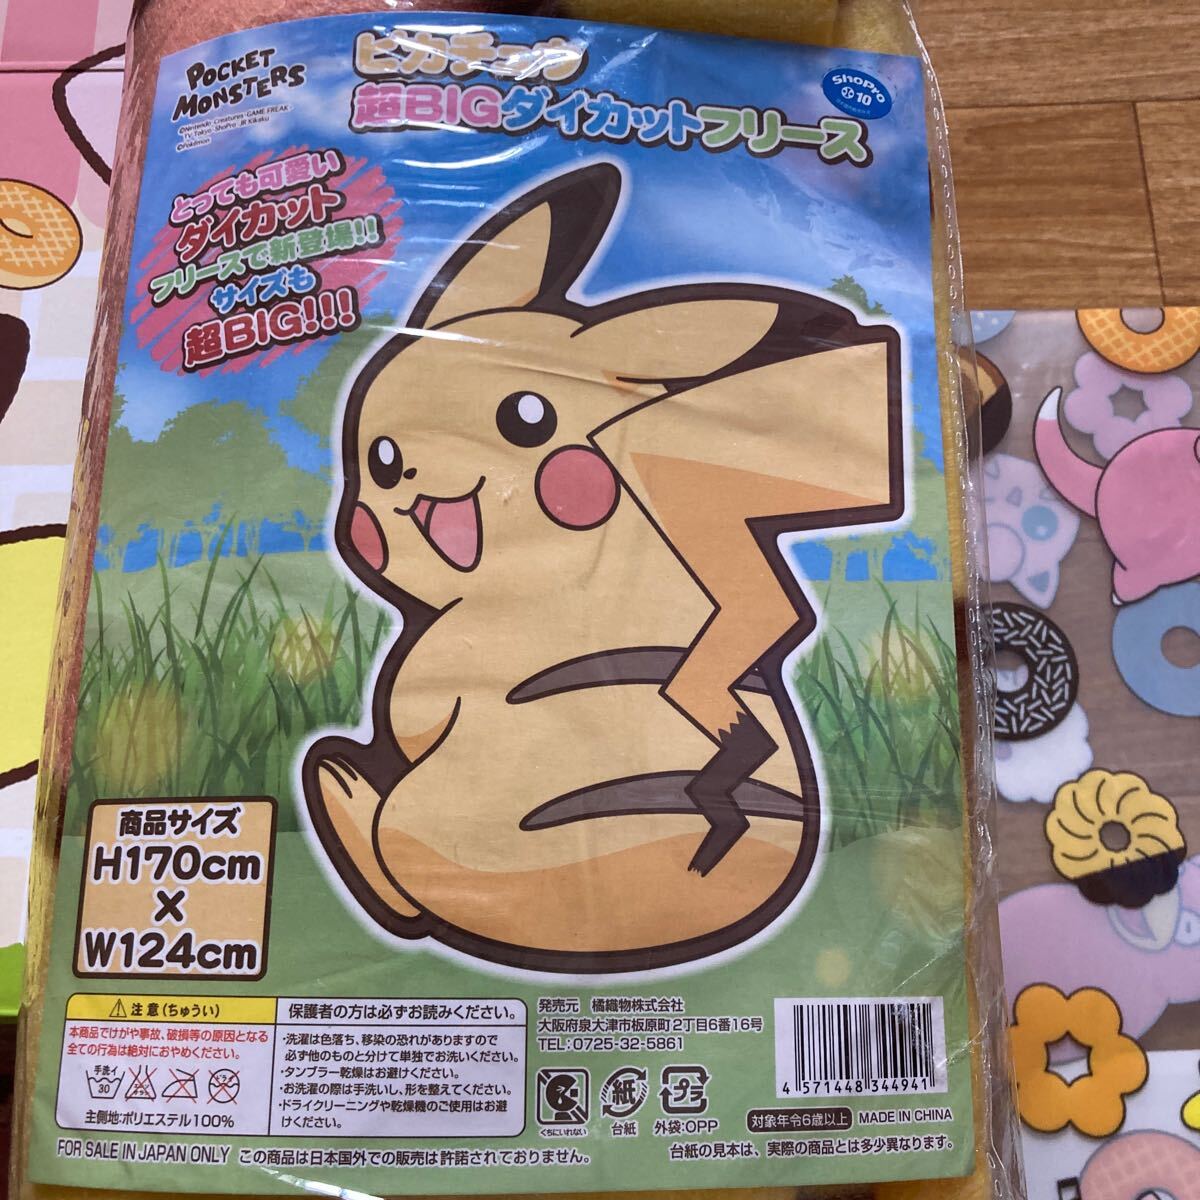 POCKET
MONSTERS
©Nintendo・Creatures・GAME FREAK・
TV Tokyo・ShoPro・JR Kikaku
©Pokémon
ピカチュウ
超BIGダイカットフリース
ShoPro
10
とっても可愛い
ダイカット
フリースで新登場!!
サイズも
超BIG!!!
商品サイズ
H170cm
×
W124cm
注意(ちゅうい)
本商品でけがや事故、破損等の原因となる
全ての行為は絶対におやめください。
手洗イ
30
主側地:ポリエステル100%
保護者の方は必ずお読みください。
・洗濯は色落ち、移染の恐れがありますので
必ず他のものと分けて単独でお洗いください。
・タンブラー乾燥はお避けください。
・お洗濯の際は手洗いし、形を整えてください。
・ドライクリーニングや乾燥機のご使用はお避
けください。
発売元 橘織物株式会社
大阪府泉大津市板原町2丁目6番16号
TEL:0725-32-5861
くちにいれない
紙
台紙
プラ
外袋:OPP
4 571448 344941
対象年令6歳以上
MADE IN CHINA
FOR SALE IN JAPAN ONLY この商品は日本国外での販売は許諾されておりません。
台紙の見本は、実際の商品とは多少異なります。